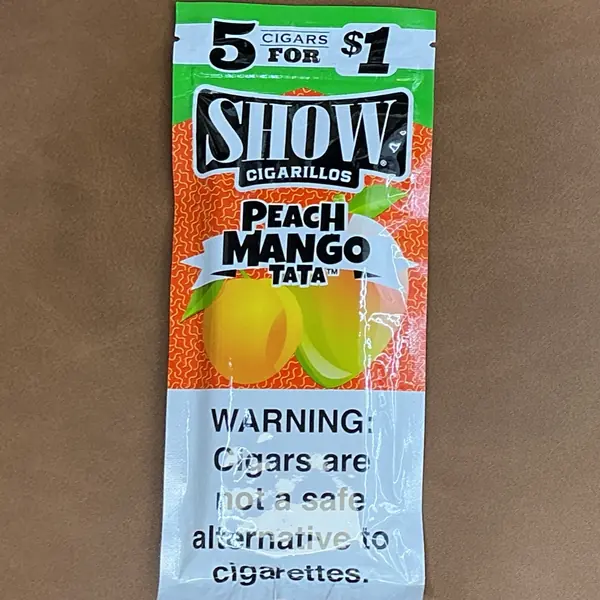 5 CIGARS FOR $1
SHOW®
CIGARILLOS
PEACH
MANGO
TATA™
WARNING:
Cigars are
not a safe
alternative to
cigarettes.